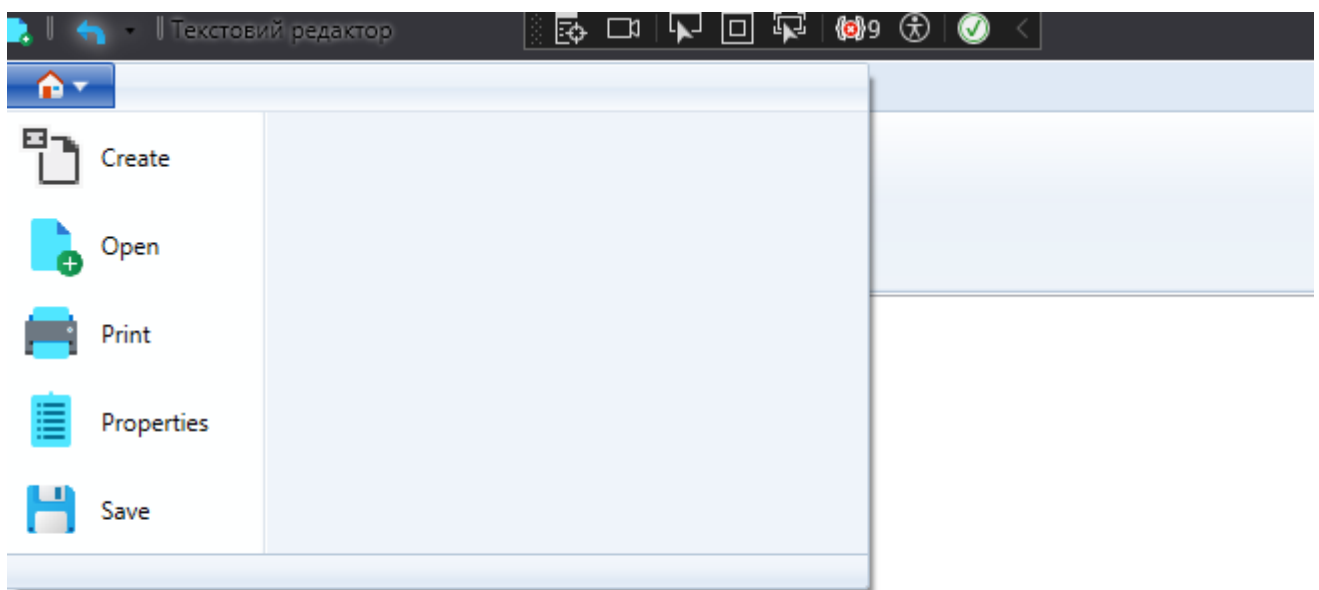 Текстовий редактор
9
Create
Open
Print
Properties
Save